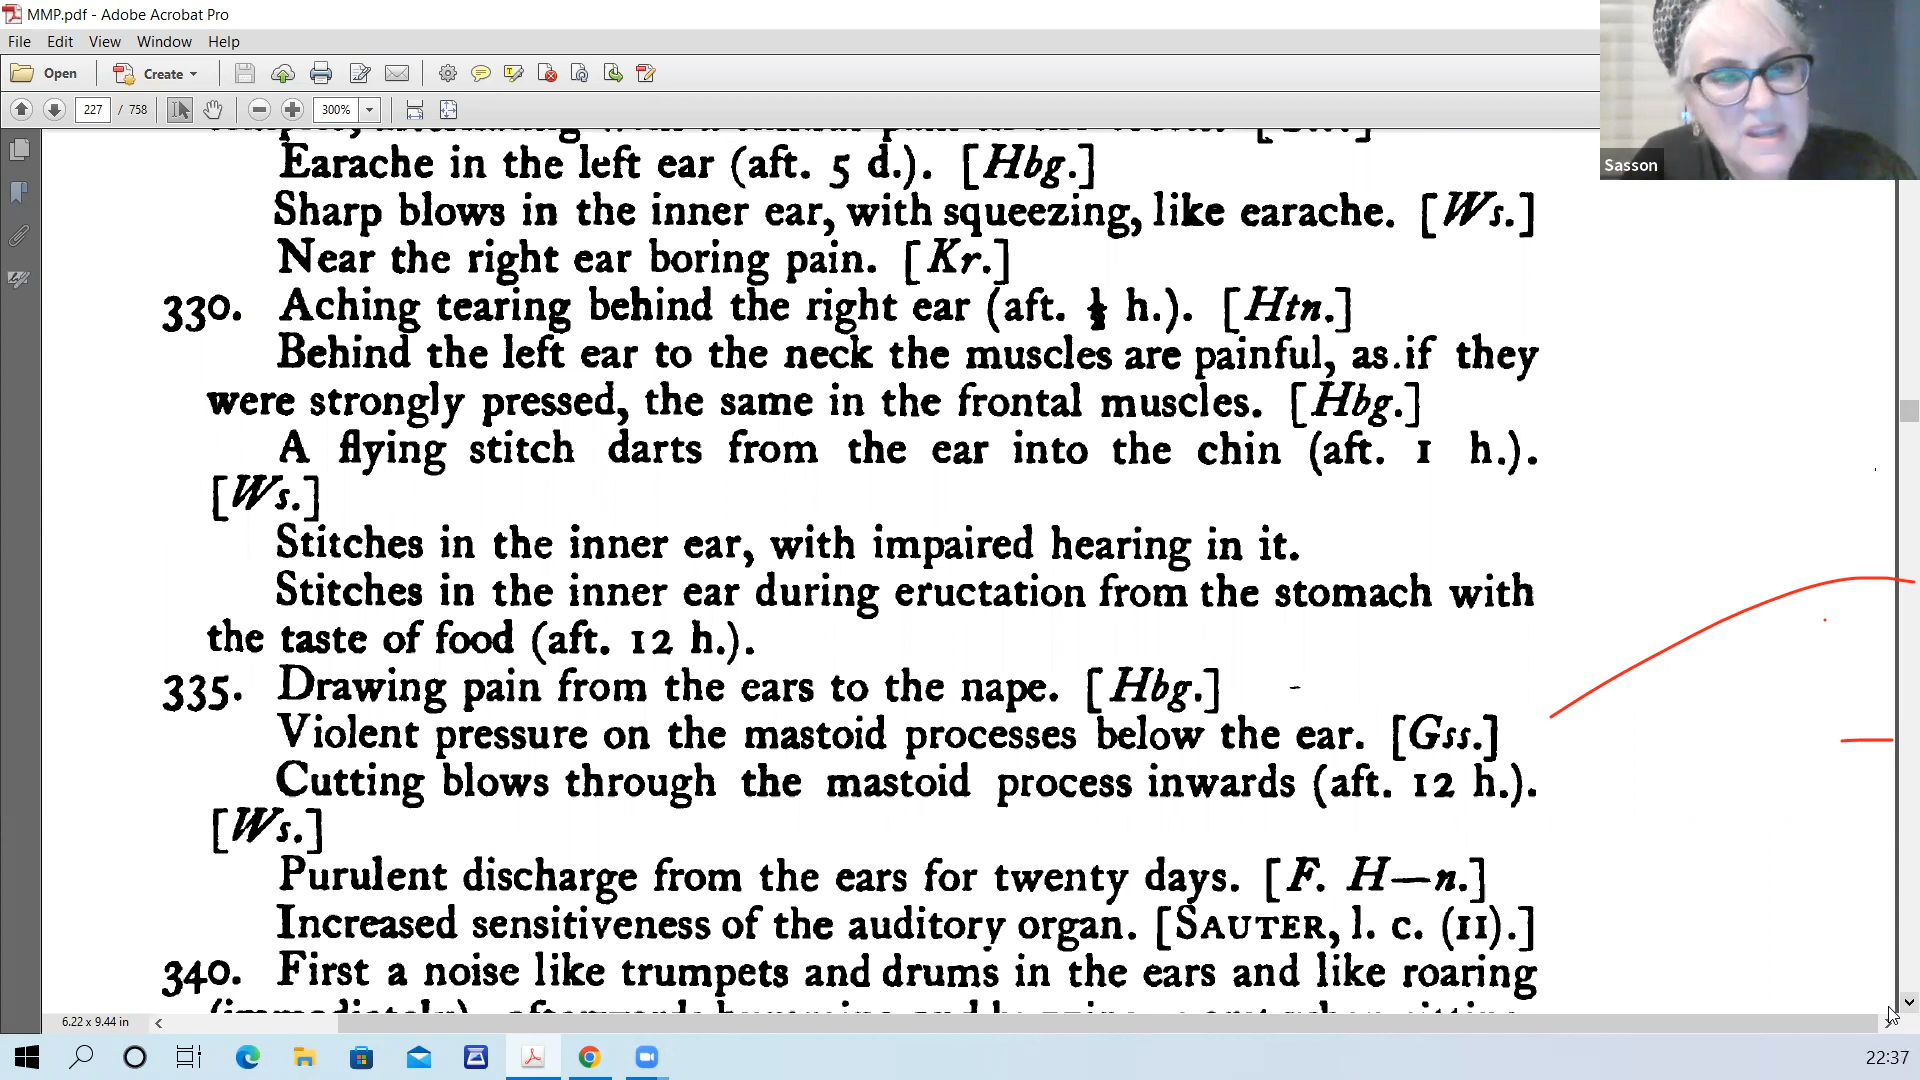 MMP.pdf - Adobe Acrobat Pro
File Edit View Window Help
Open Create
227 / 758 300%
Sasson
Earache in the left ear (aft. 5 d.). [Hbg.]
Sharp blows in the inner ear, with squeezing, like earache. [Ws.]
Near the right ear boring pain. [Kr.]
330. Aching tearing behind the right ear (aft. ½ h.). [Htn.]
Behind the left ear to the neck the muscles are painful, as.if they
were strongly pressed, the same in the frontal muscles. [Hbg.]
A flying stitch darts from the ear into the chin (aft. 1 h.).
[Ws.]
Stitches in the inner ear, with impaired hearing in it.
Stitches in the inner ear during eructation from the stomach with
the taste of food (aft. 12 h.).
335. Drawing pain from the ears to the nape. [Hbg.]
Violent pressure on the mastoid processes below the ear. [Gss.]
Cutting blows through the mastoid process inwards (aft. 12 h.).
[Ws.]
Purulent discharge from the ears for twenty days. [F. H—n.]
Increased sensitiveness of the auditory organ. [SAUTER, l. c. (11).]
340. First a noise like trumpets and drums in the ears and like roaring
6.22 x 9.44 in
22:37